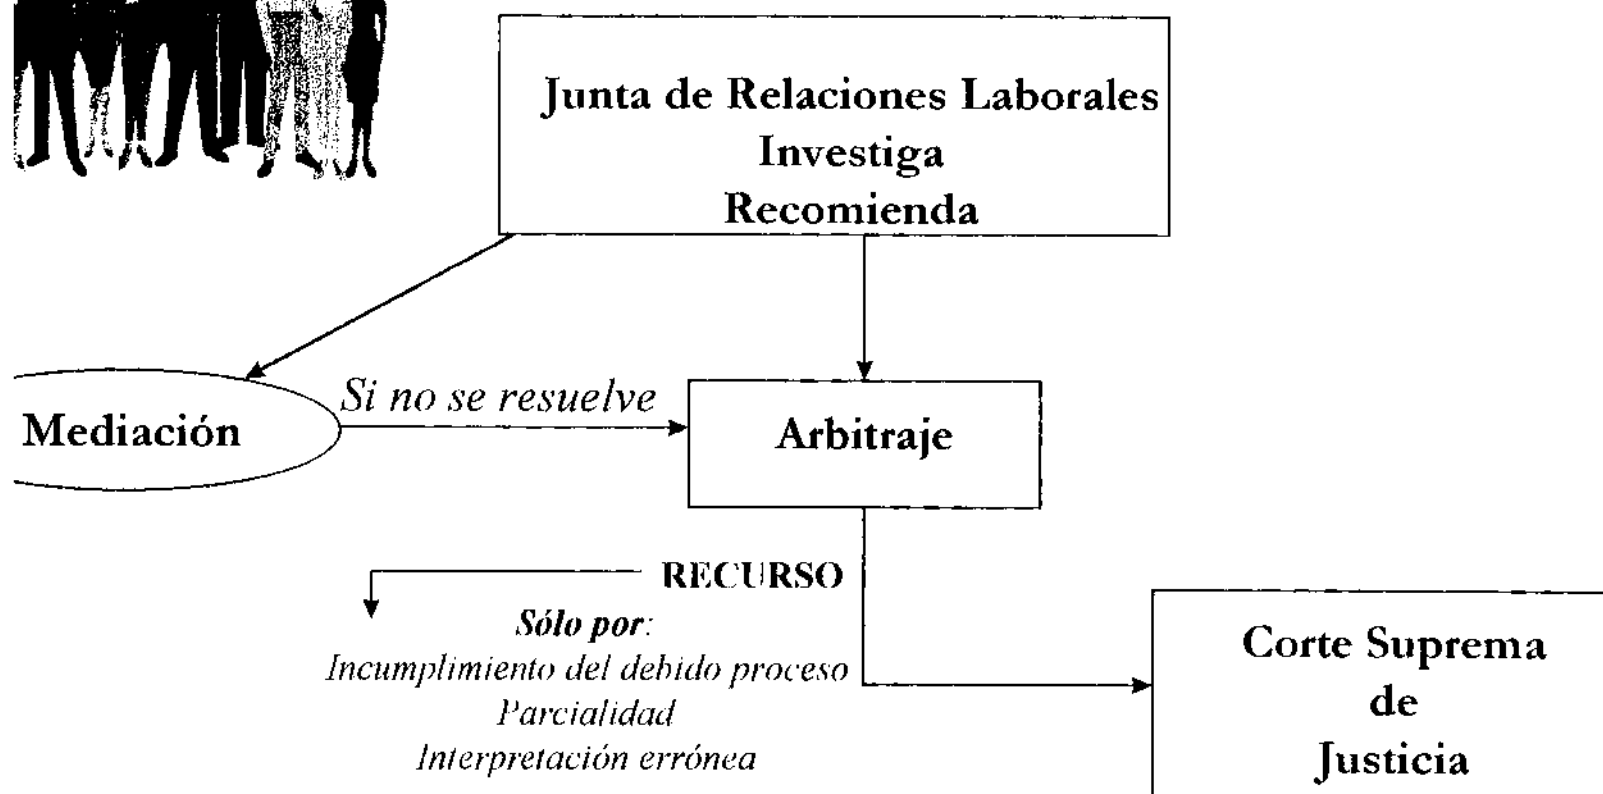 Junta de Relaciones Laborales
Investiga
Recomienda
Si no se resuelve
Mediación
Arbitraje
RECURSO
Sólo por:
Incumplimiento del debido proceso
Parcialidad
Interpretación errónea
Corte Suprema
de
Justicia